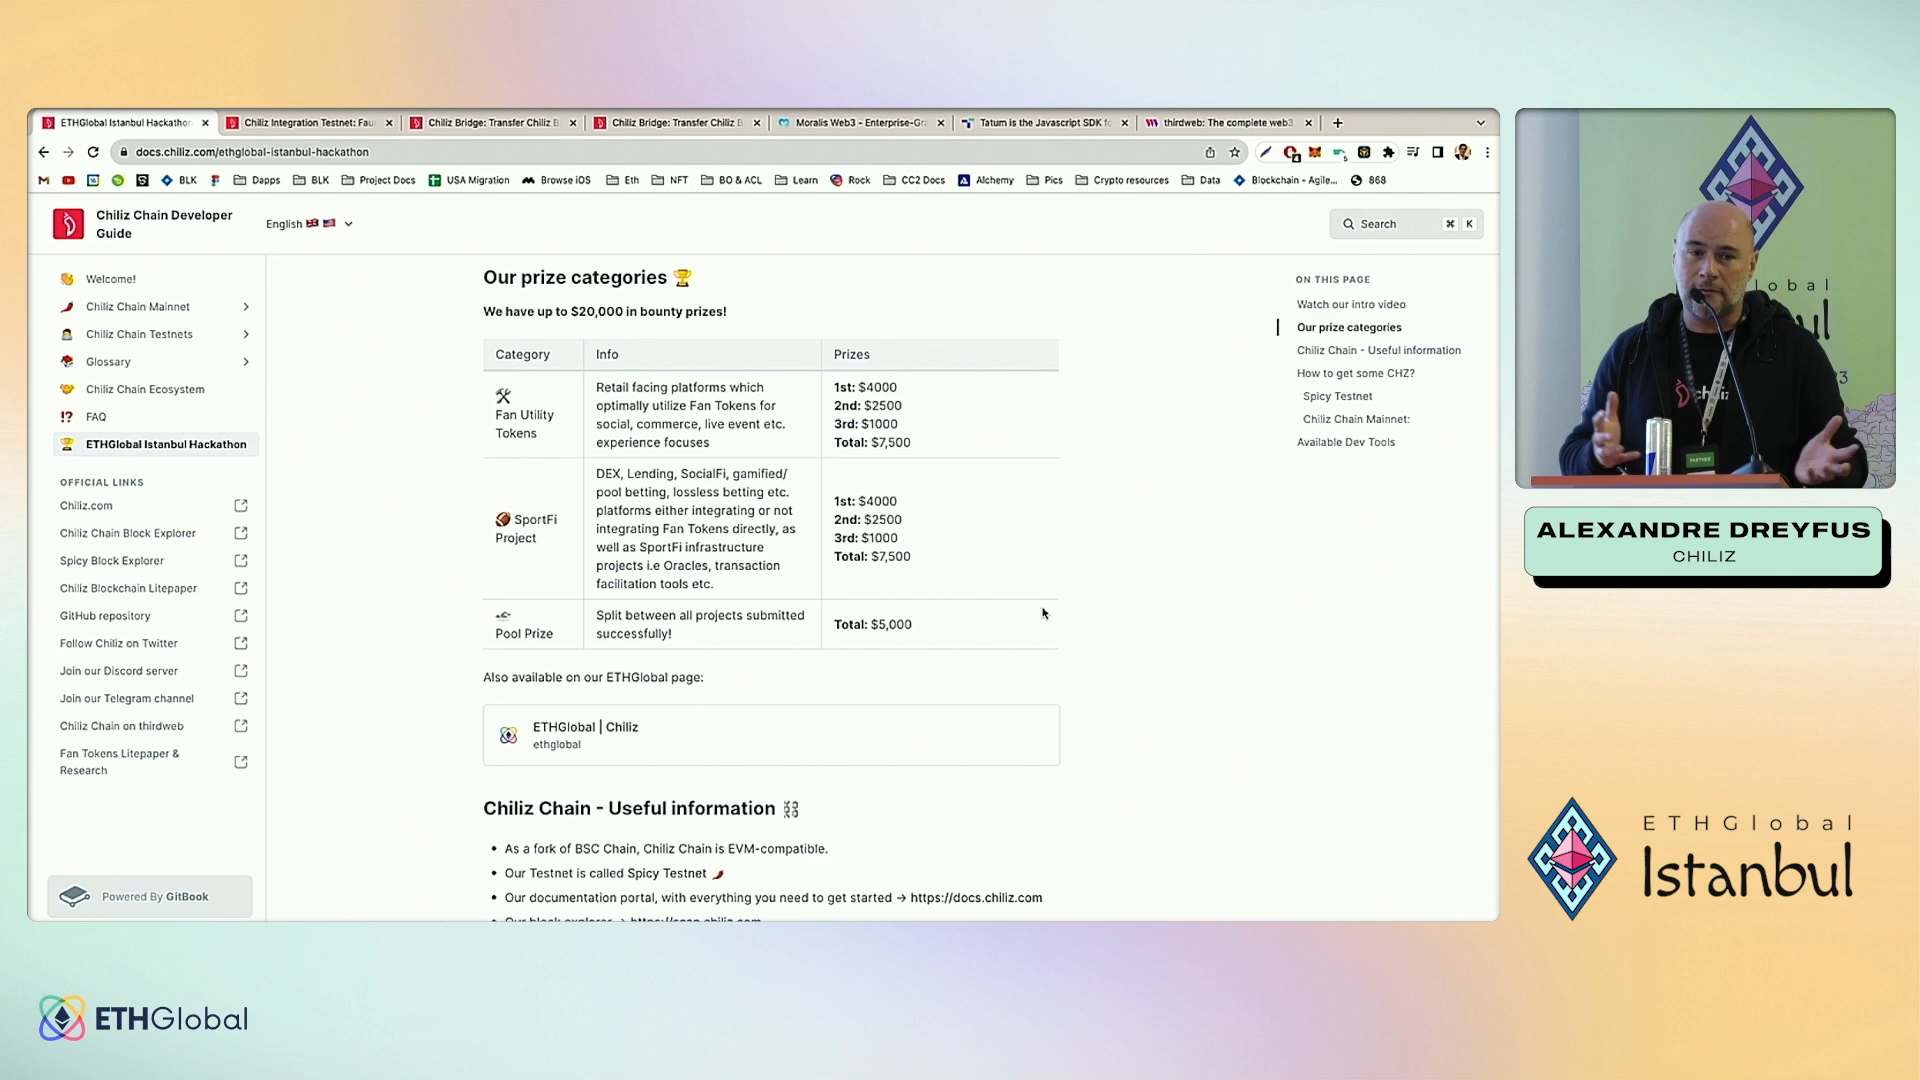 ETHGlobal Istanbul Hackathon
Chiliz Integration Testnet: Fau
Chiliz Bridge: Transfer Chiliz B
Chiliz Bridge: Transfer Chiliz B
Moralis Web3 - Enterprise-Gra
Tatum is the Javascript SDK fo
thirdweb: The complete web3
docs.chiliz.com/ethglobal-istanbul-hackathon
BLK
Dapps
BLK
Project Docs
USA Migration
Browse iOS
Eth
NFT
BO & ACL
Learn
Rock
CC2 Docs
Alchemy
Pics
Crypto resources
Data
Blockchain - Agile...
868
Chiliz Chain Developer
Guide
English
Search
⌘ K
Welcome!
Chiliz Chain Mainnet
Chiliz Chain Testnets
Glossary
Chiliz Chain Ecosystem
FAQ
ETHGlobal Istanbul Hackathon
OFFICIAL LINKS
Chiliz.com
Chiliz Chain Block Explorer
Spicy Block Explorer
Chiliz Blockchain Litepaper
GitHub repository
Follow Chiliz on Twitter
Join our Discord server
Join our Telegram channel
Chiliz Chain on thirdweb
Fan Tokens Litepaper &
Research
Powered By GitBook
Our prize categories
We have up to $20,000 in bounty prizes!
Category
Info
Prizes
Fan Utility
Tokens
Retail facing platforms which
optimally utilize Fan Tokens for
social, commerce, live event etc.
experience focuses
1st: $4000
2nd: $2500
3rd: $1000
Total: $7,500
SportFi
Project
DEX, Lending, SocialFi, gamified/
pool betting, lossless betting etc.
platforms either integrating or not
integrating Fan Tokens directly, as
well as SportFi infrastructure
projects i.e Oracles, transaction
facilitation tools etc.
1st: $4000
2nd: $2500
3rd: $1000
Total: $7,500
Pool Prize
Split between all projects submitted
successfully!
Total: $5,000
Also available on our ETHGlobal page:
ETHGlobal | Chiliz
ethglobal
Chiliz Chain - Useful information
• As a fork of BSC Chain, Chiliz Chain is EVM-compatible.
• Our Testnet is called Spicy Testnet
• Our documentation portal, with everything you need to get started → https://docs.chiliz.com
• Our block explorer → https://scan.chiliz.com
ON THIS PAGE
Watch our intro video
Our prize categories
Chiliz Chain - Useful information
How to get some CHZ?
Spicy Testnet
Chiliz Chain Mainnet:
Available Dev Tools
lobal
ul
chiliz
PARTNER
ALEXANDRE DREYFUS
CHILIZ
ETHGlobal
Istanbul
ETHGlobal